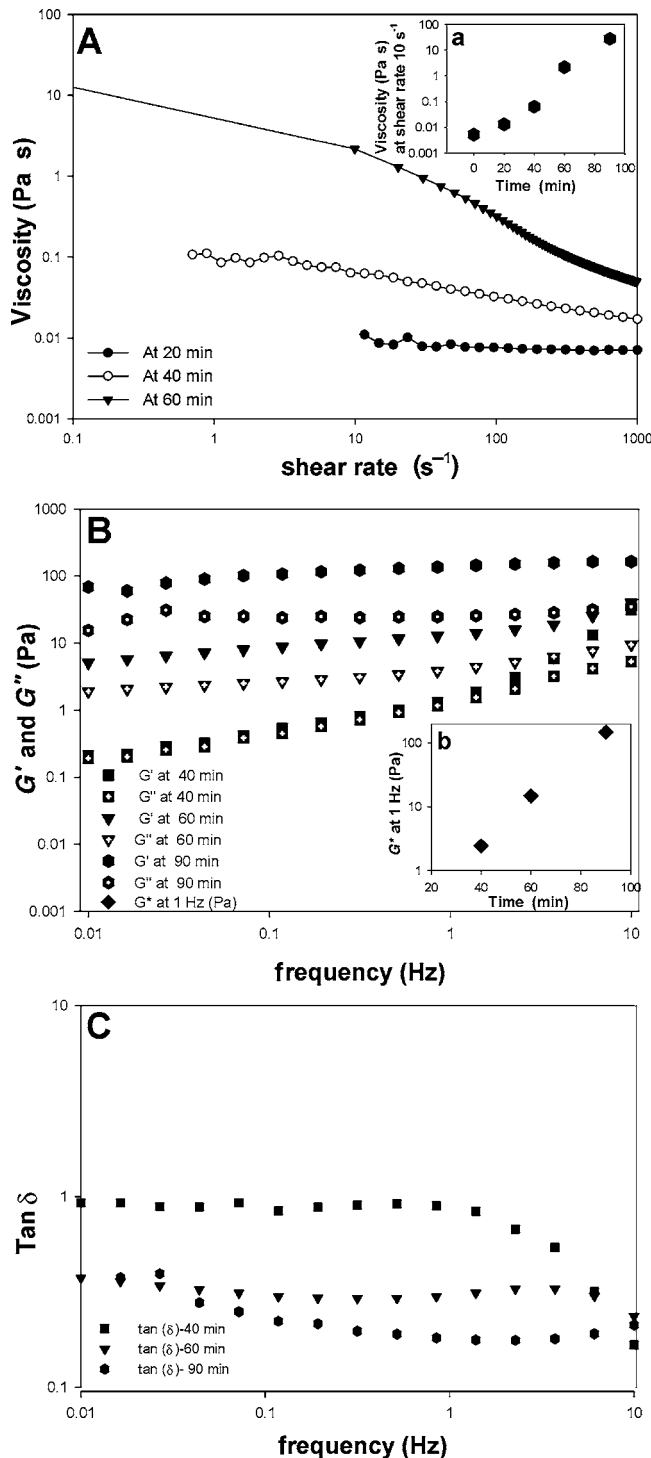 A
a
Viscosity (Pa s)
at shear rate 10 s⁻¹
100
10
1
0.1
0.01
0.001
0 20 40 60 80 100
Time (min)
Viscosity (Pa s)
100
10
1
0.1
0.01
0.001
At 20 min
At 40 min
At 60 min
0.1 1 10 100 1000
shear rate (s⁻¹)
B
G' and G" (Pa)
1000
100
10
1
0.1
0.01
0.001
G' at 40 min
G" at 40 min
G' at 60 min
G" at 60 min
G' at 90 min
G" at 90 min
G* at 1 Hz (Pa)
b
G* at 1 Hz (Pa)
100
10
1
20 40 60 80 100
Time (min)
0.01 0.1 1 10
frequency (Hz)
C
Tan δ
10
1
0.1
tan (δ)-40 min
tan (δ)-60 min
tan (δ)- 90 min
0.01 0.1 1 10
frequency (Hz)